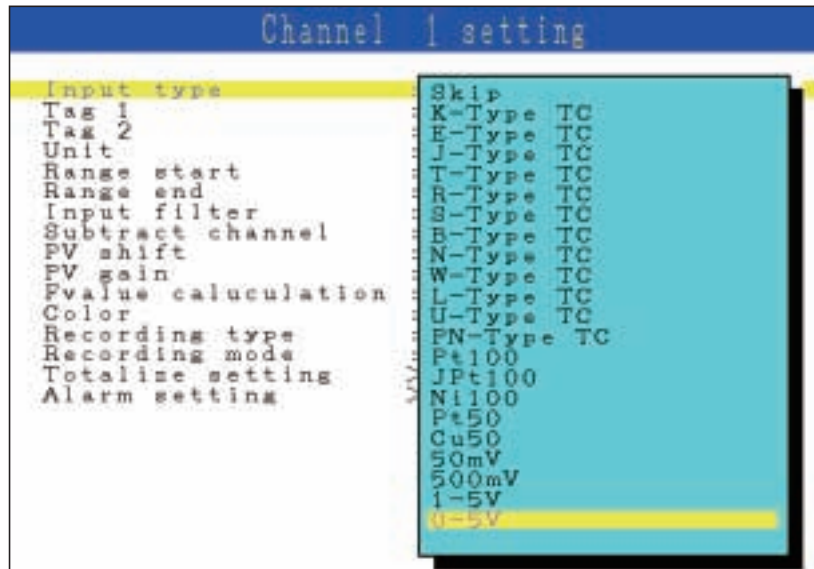 Channel 1 setting
Input type
Tag 1
Tag 2
Unit
Range start
Range end
Input filter
Subtract channel
PV shift
PV gain
Fvalue caluculation
Color
Recording type
Recording mode
Totalize setting
Alarm setting
Skip
K-Type TC
E-Type TC
J-Type TC
T-Type TC
R-Type TC
S-Type TC
B-Type TC
N-Type TC
W-Type TC
L-Type TC
U-Type TC
PN-Type TC
Pt100
JPt100
Ni100
Pt50
Cu50
50mV
500mV
1-5V
0-5V